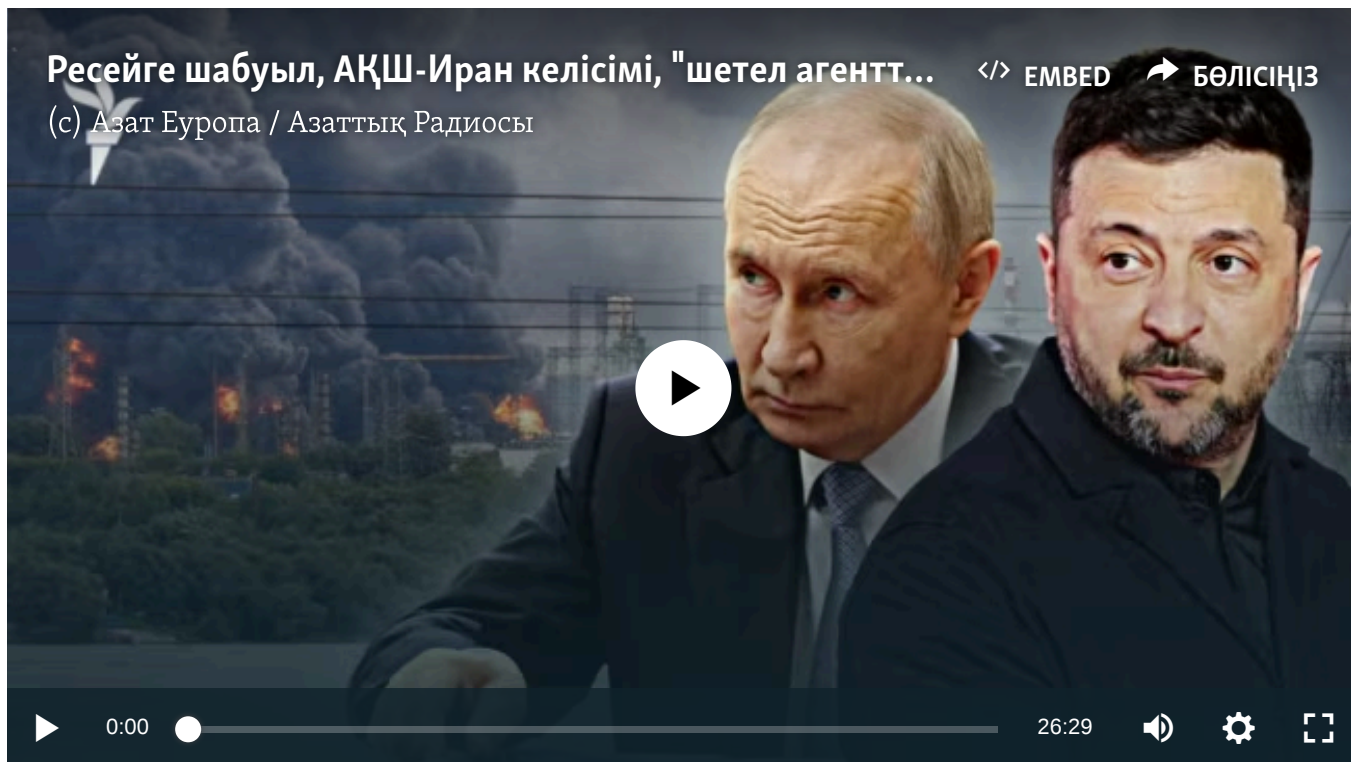 Ресейге шабуыл, АҚШ-Иран келісімі, "шетел агентт...
EMBED
БӨЛІСІҢІЗ
(c) Азат Еуропа / Азаттық Радиосы
0:00
26:29